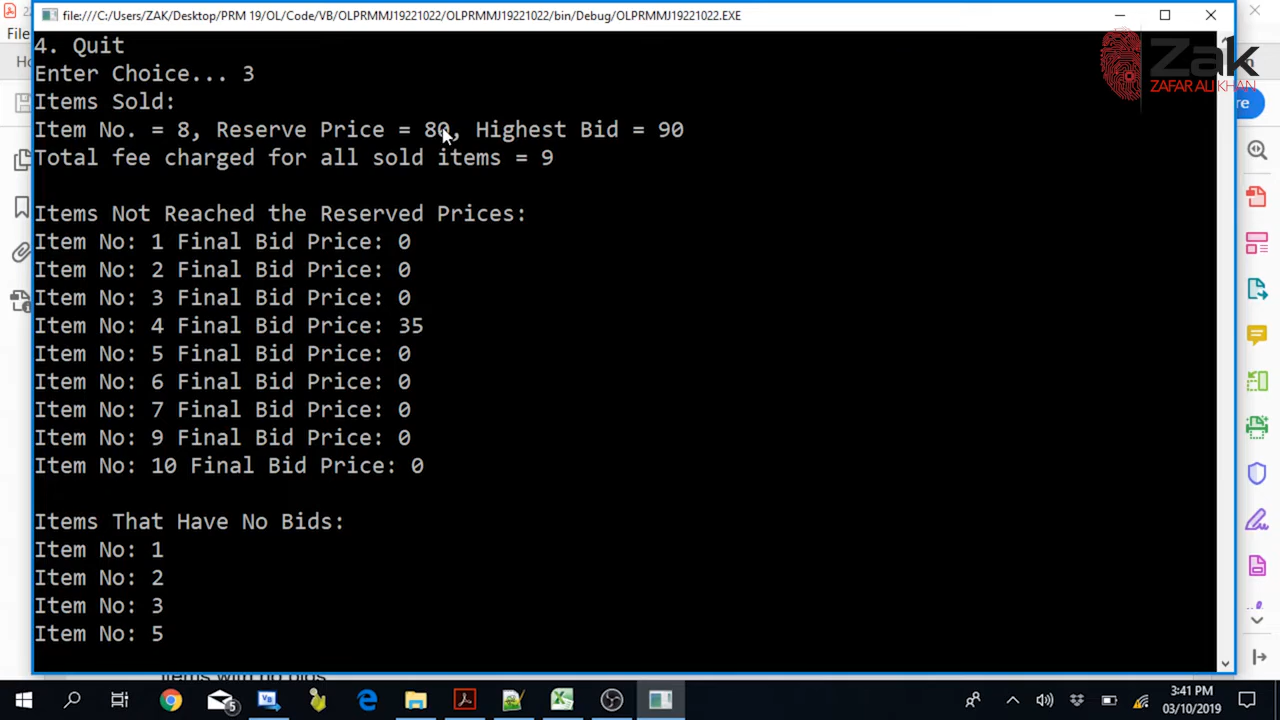 file:///C:/Users/ZAK/Desktop/PRM 19/OL/Code/VB/OLPRMMJ19221022/OLPRMMJ19221022/bin/Debug/OLPRMMJ19221022.EXE
File
Zak
ZAFAR ALI KHAN
4. Quit
Enter Choice... 3
Items Sold:
Item No. = 8, Reserve Price = 80, Highest Bid = 90
Total fee charged for all sold items = 9
Items Not Reached the Reserved Prices:
Item No: 1 Final Bid Price: 0
Item No: 2 Final Bid Price: 0
Item No: 3 Final Bid Price: 0
Item No: 4 Final Bid Price: 35
Item No: 5 Final Bid Price: 0
Item No: 6 Final Bid Price: 0
Item No: 7 Final Bid Price: 0
Item No: 9 Final Bid Price: 0
Item No: 10 Final Bid Price: 0
Items That Have No Bids:
Item No: 1
Item No: 2
Item No: 3
Item No: 5
5
VB
3:41 PM
03/10/2019